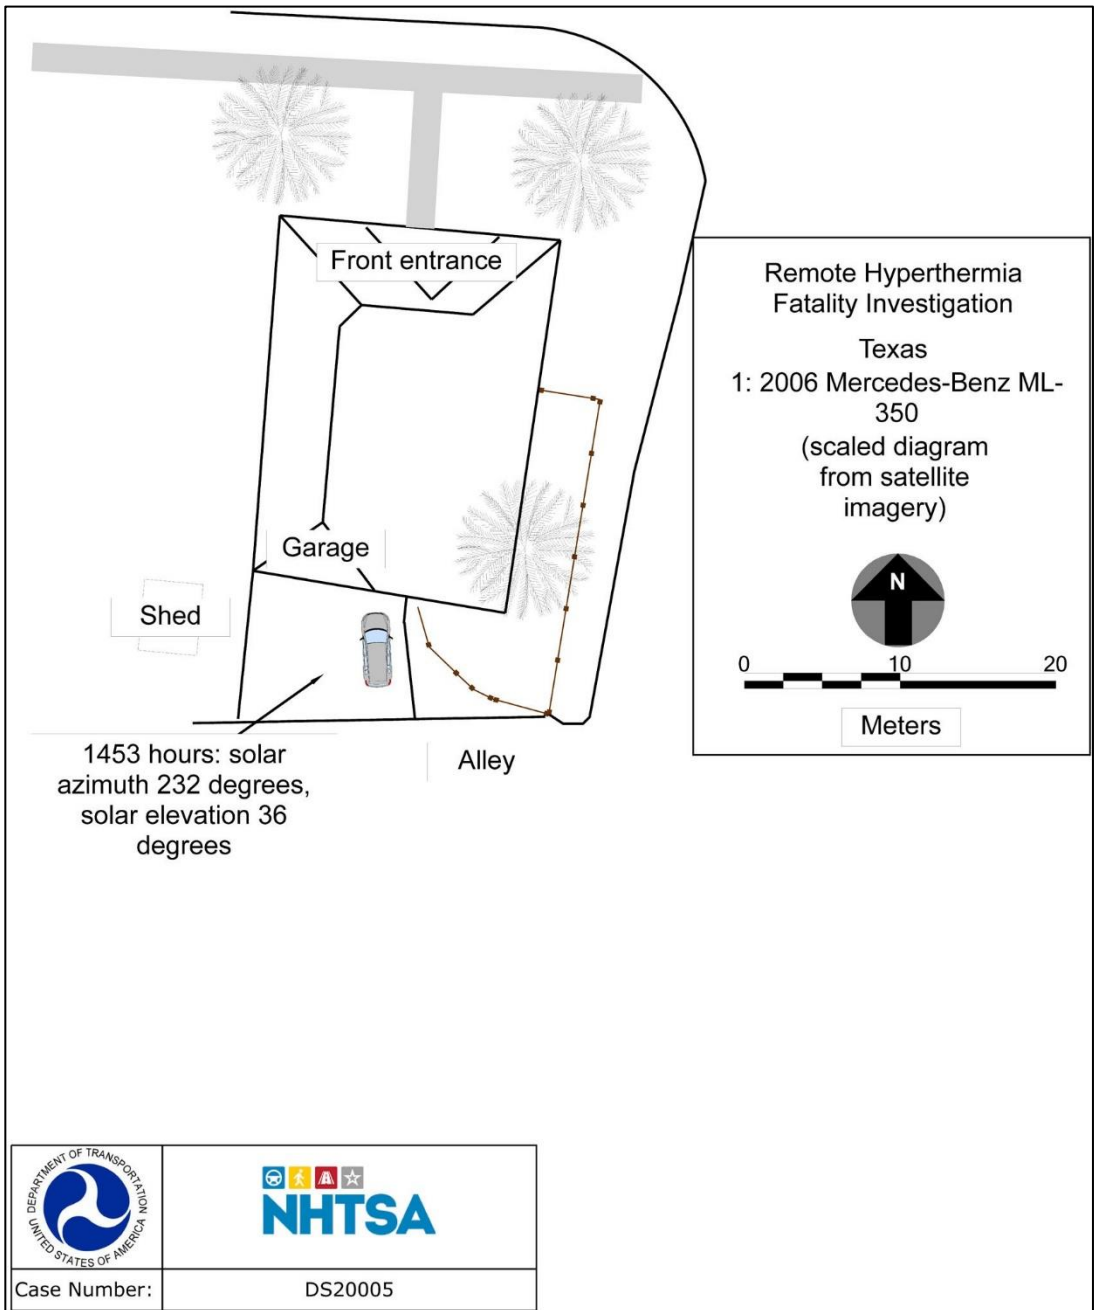 Front entrance
Remote Hyperthermia
Fatality Investigation
Texas
1: 2006 Mercedes-Benz ML-
350
(scaled diagram
from satellite
imagery)
Garage
Shed
N
0 10 20
Meters
Alley
1453 hours: solar
azimuth 232 degrees,
solar elevation 36
degrees
DEPARTMENT OF TRANSPORTATION
UNITED STATES OF AMERICA
NHTSA
Case Number: DS20005